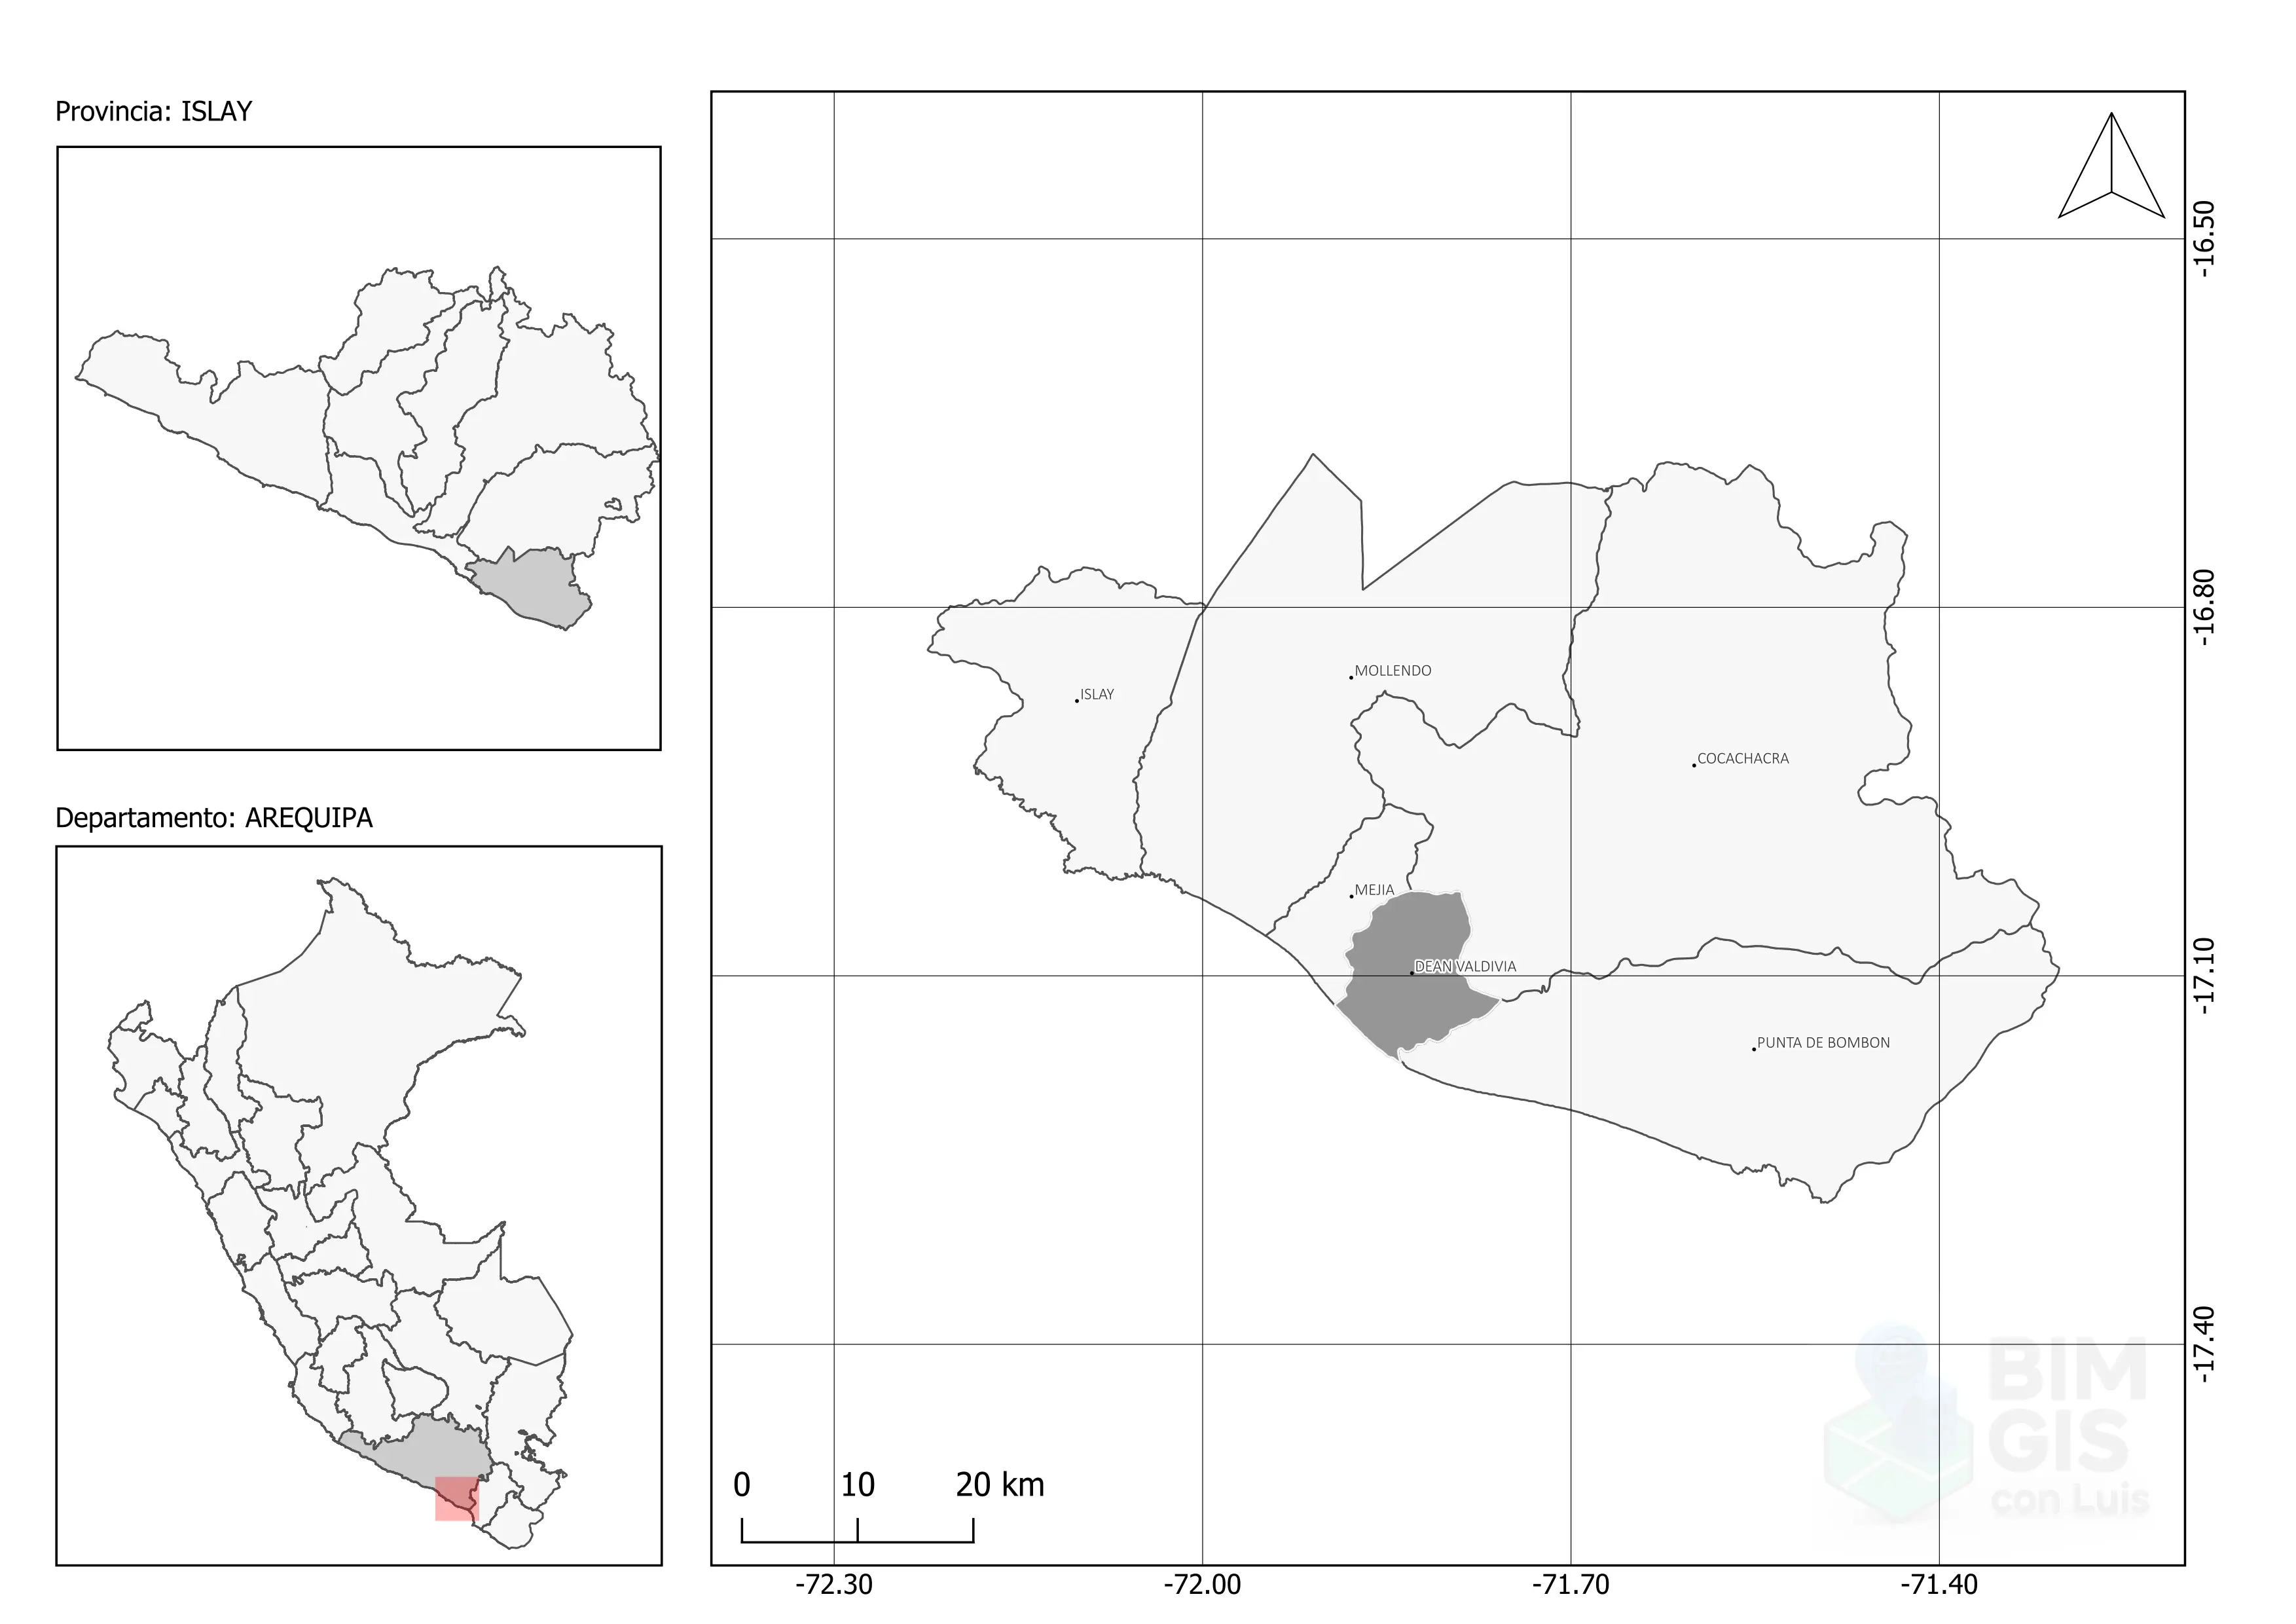 Provincia: ISLAY
Departamento: AREQUIPA
MOLLENDO
ISLAY
COCACHACRA
MEJIA
DEAN VALDIVIA
PUNTA DE BOMBON
-16.50
-16.80
-17.10
-17.40
0 10 20 km
-72.30 -72.00 -71.70 -71.40
BIM
GIS
con Luis